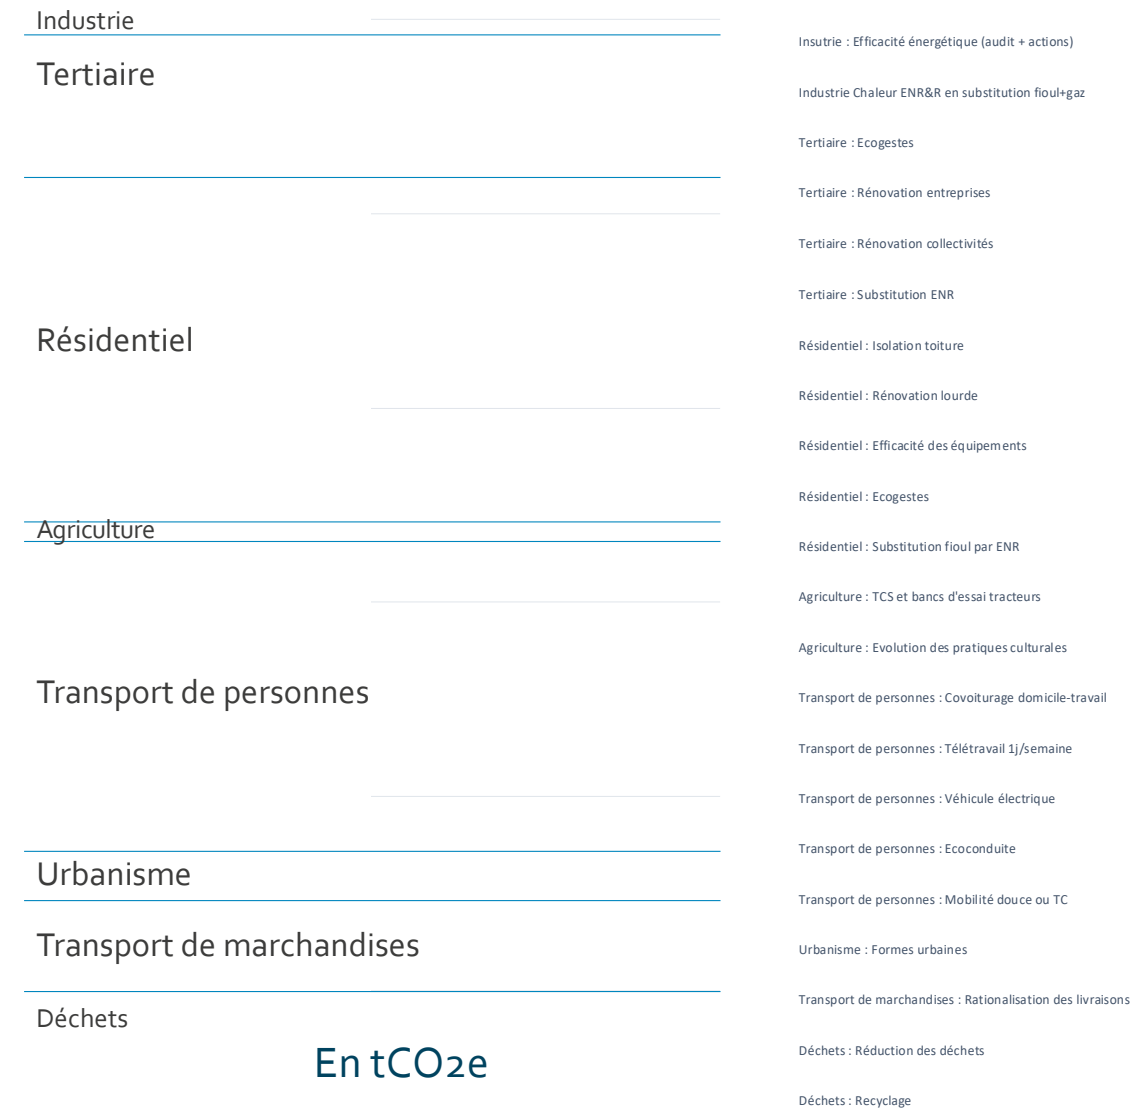 Industrie
Tertiaire
Résidentiel
Agriculture
Transport de personnes
Urbanisme
Transport de marchandises
Déchets
En tCO2e
Insutrie : Efficacité énergétique (audit + actions)
Industrie Chaleur ENR&R en substitution fioul+gaz
Tertiaire : Ecogestes
Tertiaire : Rénovation entreprises
Tertiaire : Rénovation collectivités
Tertiaire : Substitution ENR
Résidentiel : Isolation toiture
Résidentiel : Rénovation lourde
Résidentiel : Efficacité des équipements
Résidentiel : Ecogestes
Résidentiel : Substitution fioul par ENR
Agriculture : TCS et bancs d'essai tracteurs
Agriculture : Evolution des pratiques culturales
Transport de personnes : Covoiturage domicile-travail
Transport de personnes : Télétravail 1j/semaine
Transport de personnes : Véhicule électrique
Transport de personnes : Ecoconduite
Transport de personnes : Mobilité douce ou TC
Urbanisme : Formes urbaines
Transport de marchandises : Rationalisation des livraisons
Déchets : Réduction des déchets
Déchets : Recyclage